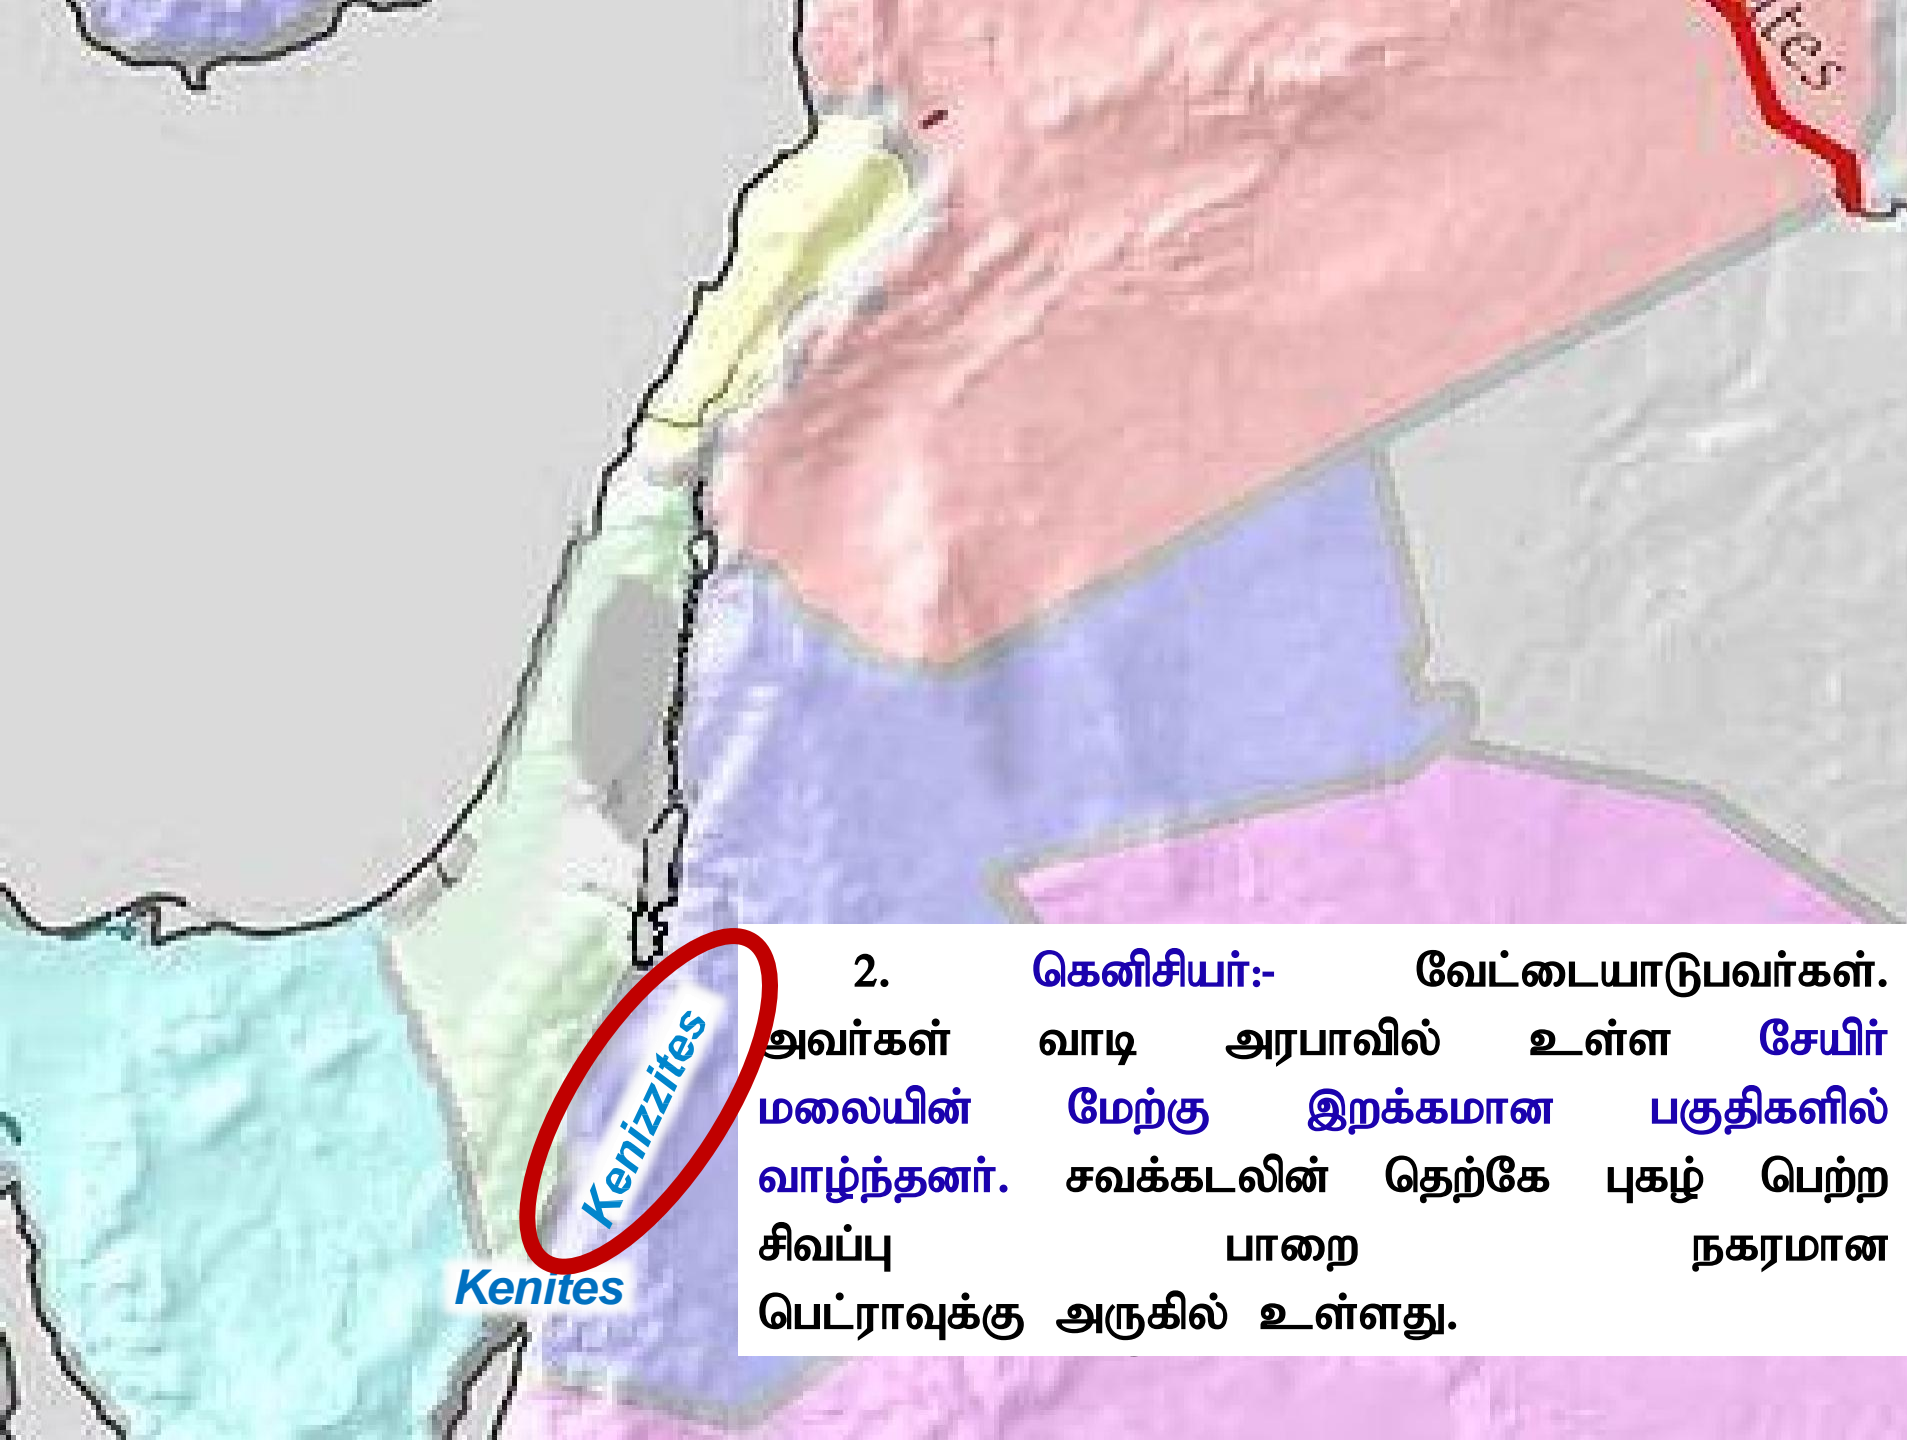 Kenizzites
Kenites
2. கெனிசியர்:- வேட்டையாடுபவர்கள்.
அவர்கள் வாடி அரபாவில் உள்ள சேயிர்
மலையின் மேற்கு இறக்கமான பகுதிகளில்
வாழ்ந்தனர். சவக்கடலின் தெற்கே புகழ் பெற்ற
சிவப்பு பாறை நகரமான
பெட்ராவுக்கு அருகில் உள்ளது.